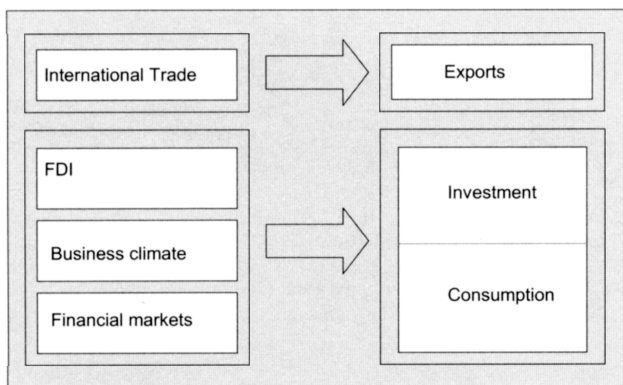 International Trade
Exports
FDI
Business climate
Financial markets
Investment
Consumption